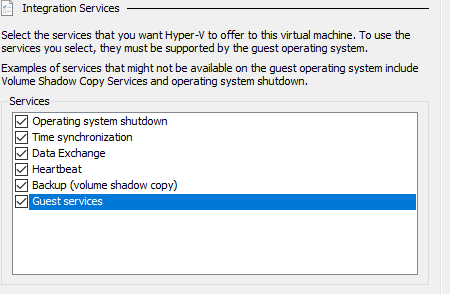 Integration Services
Select the services that you want Hyper-V to offer to this virtual machine. To use the
services you select, they must be supported by the guest operating system.
Examples of services that might not be available on the guest operating system include
Volume Shadow Copy Services and operating system shutdown.
Services
Operating system shutdown
Time synchronization
Data Exchange
Heartbeat
Backup (volume shadow copy)
Guest services